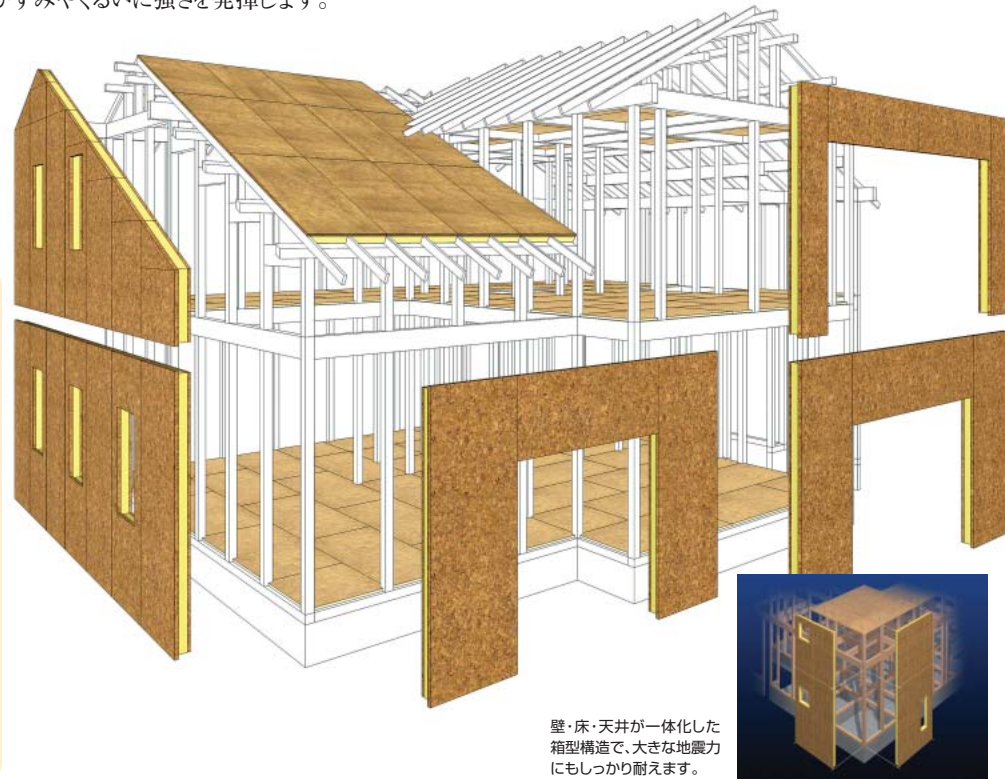 ずみやくるいに強さを発揮します。
壁・床・天井が一体化した
箱型構造で、大きな地震力
にもしっかり耐えます。